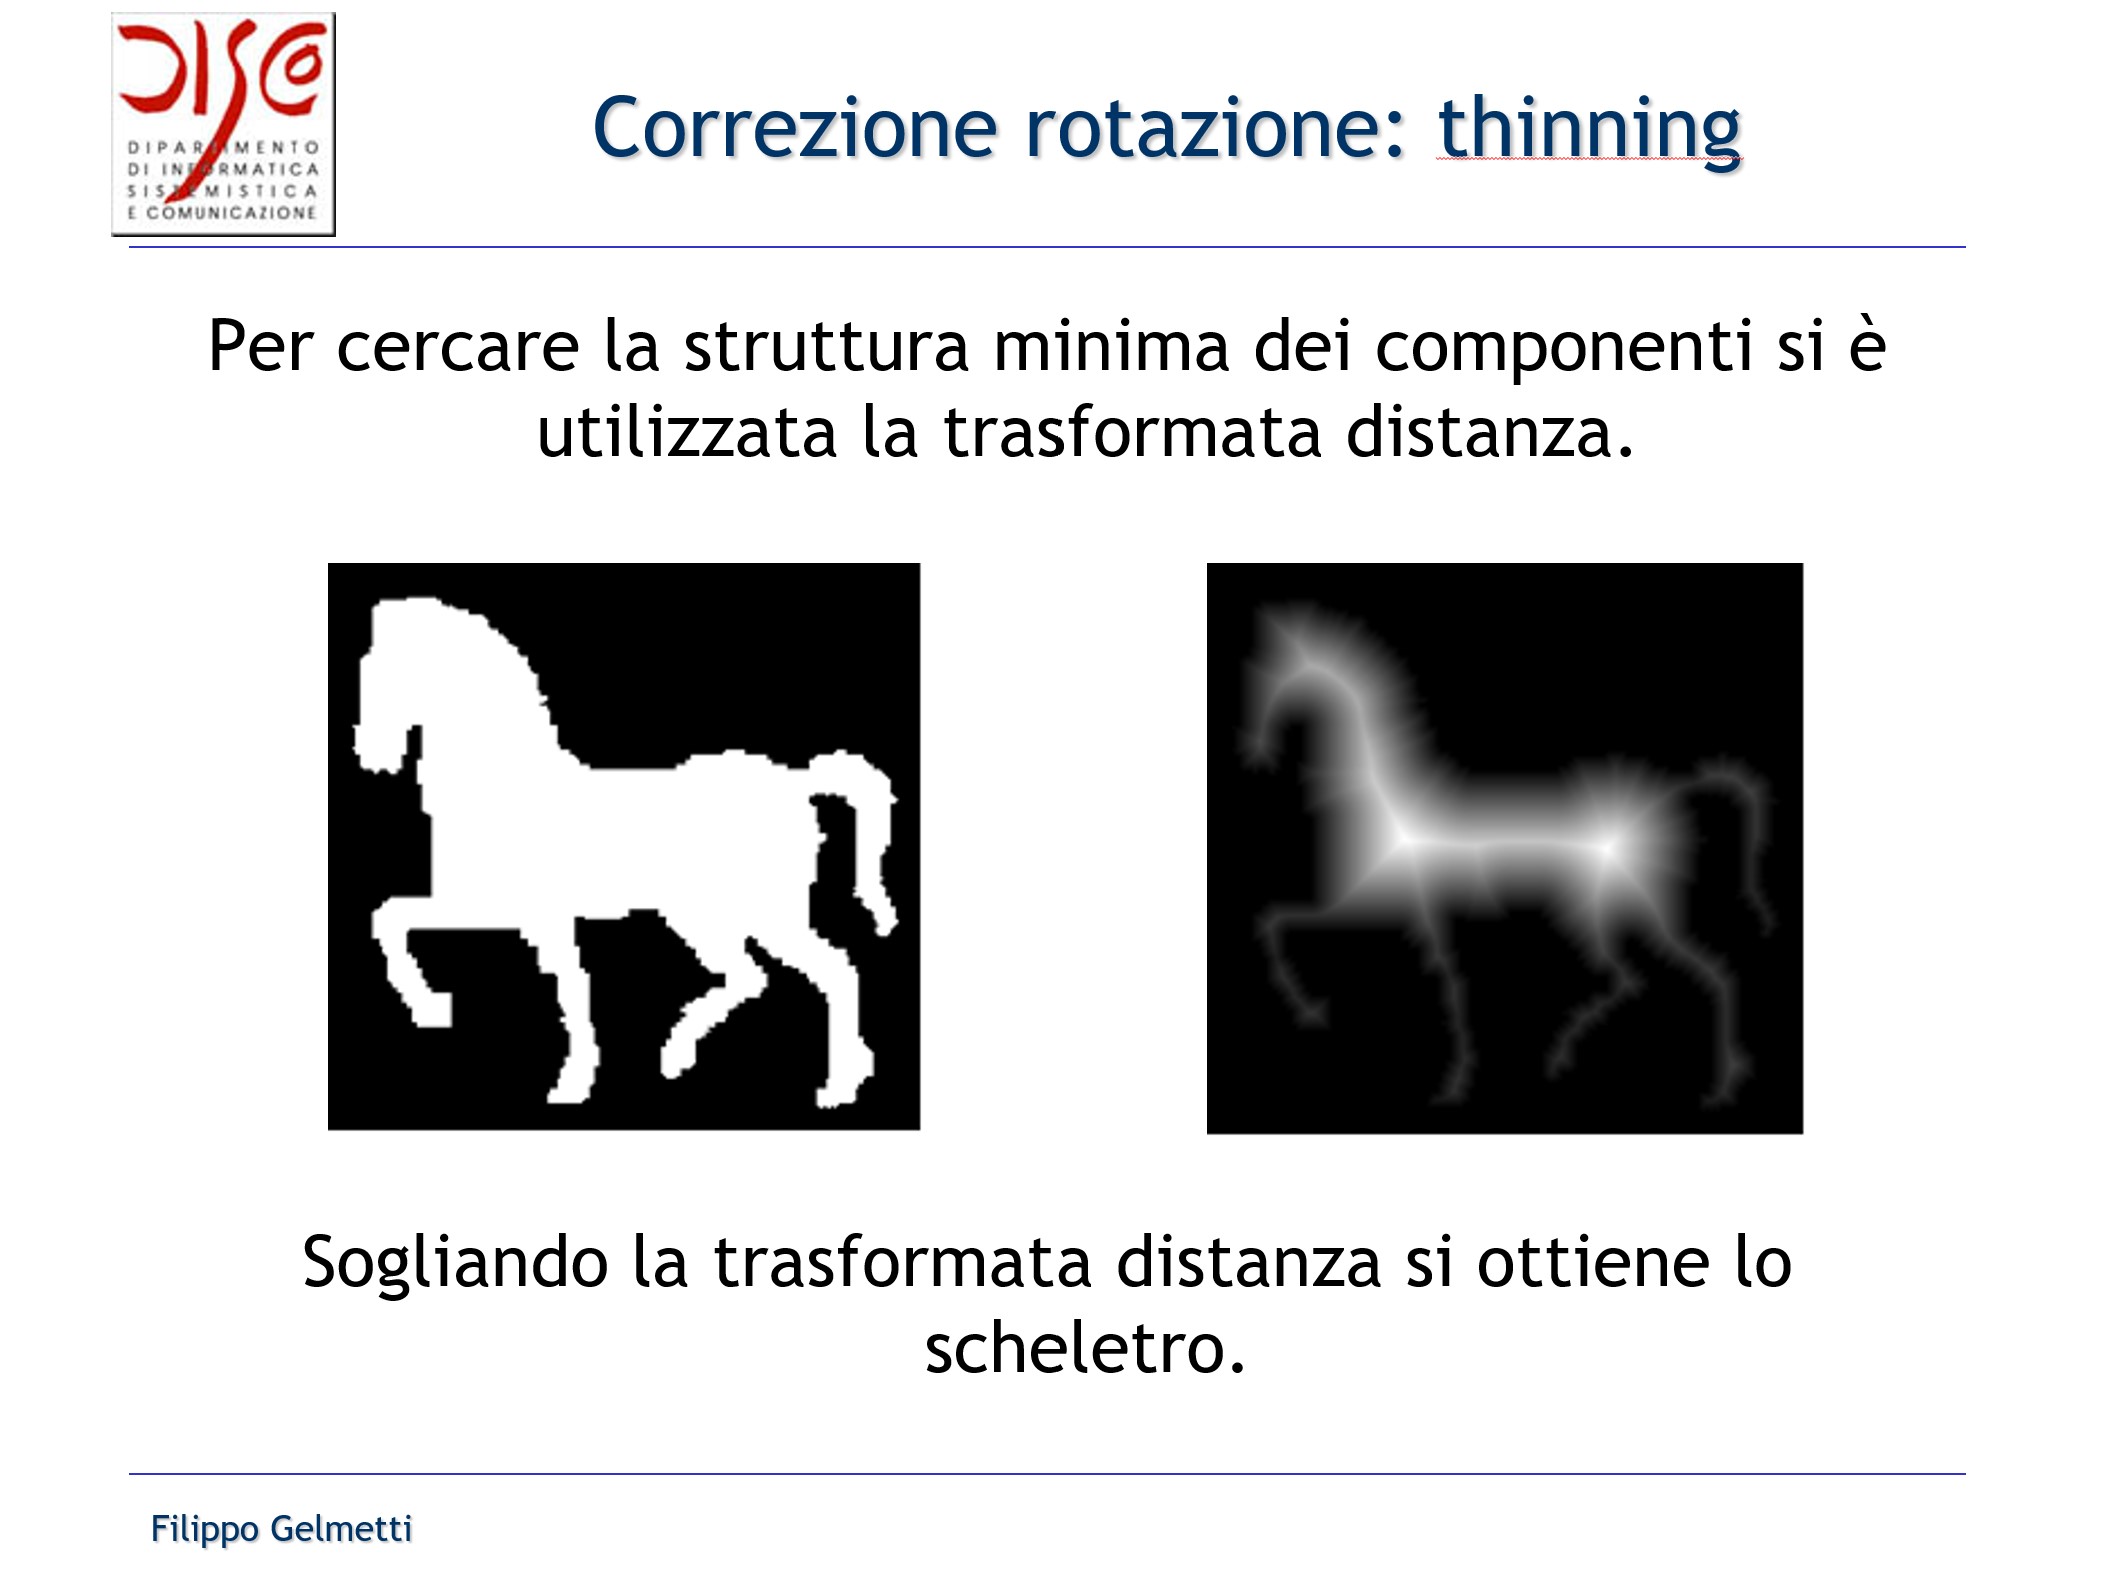 DISCo
DIPARTIMENTO
DI INFORMATICA
SISTEMISTICA
E COMUNICAZIONE
Correzione rotazione: thinning
Per cercare la struttura minima dei componenti si è
utilizzata la trasformata distanza.
Sogliando la trasformata distanza si ottiene lo
scheletro.
Filippo Gelmetti